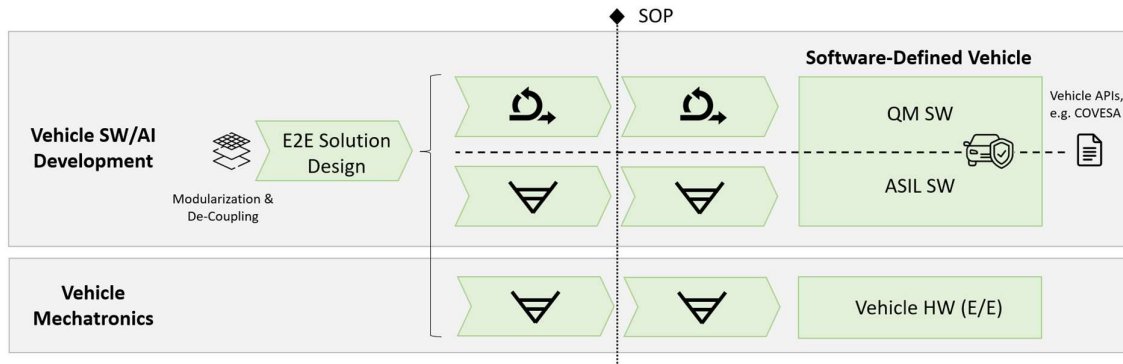 SOP
Software-Defined Vehicle
Vehicle SW/AI
Development
Modularization &
De-Coupling
E2E Solution
Design
QM SW
ASIL SW
Vehicle APIs,
e.g. COVESA
Vehicle
Mechatronics
Vehicle HW (E/E)